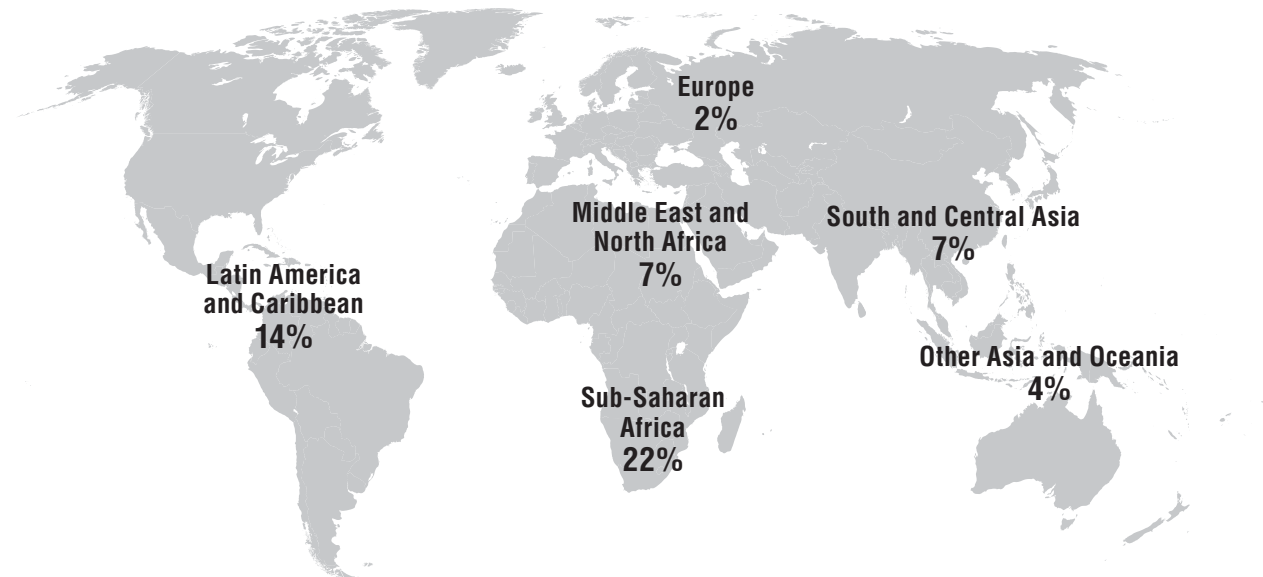 Europe
2%
Middle East and
North Africa
7%
South and Central Asia
7%
Latin America
and Caribbean
14%
Other Asia and Oceania
4%
Sub-Saharan
Africa
22%